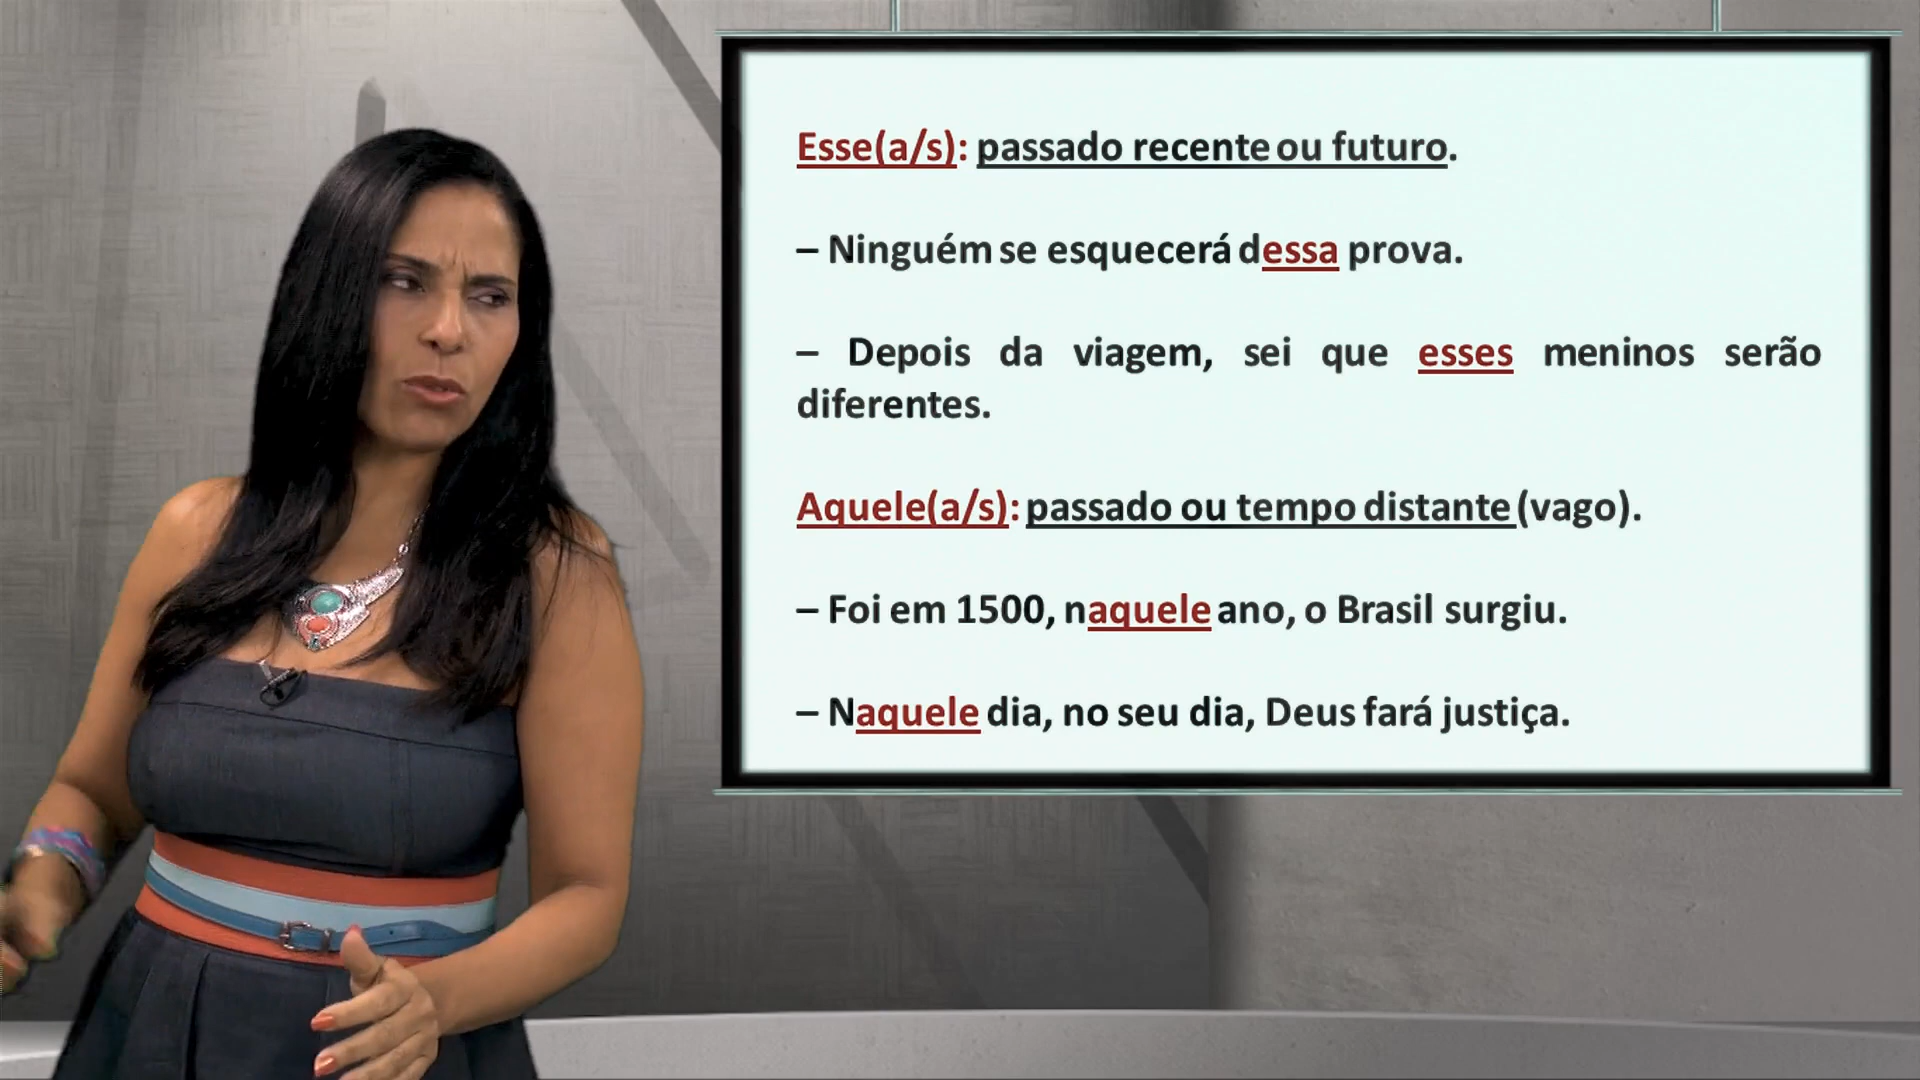 Esse(a/s): passado recente ou futuro.
– Ninguém se esquecerá dessa prova.
– Depois da viagem, sei que esses meninos serão
diferentes.
Aquele(a/s): passado ou tempo distante (vago).
– Foi em 1500, naquele ano, o Brasil surgiu.
– Naquele dia, no seu dia, Deus fará justiça.